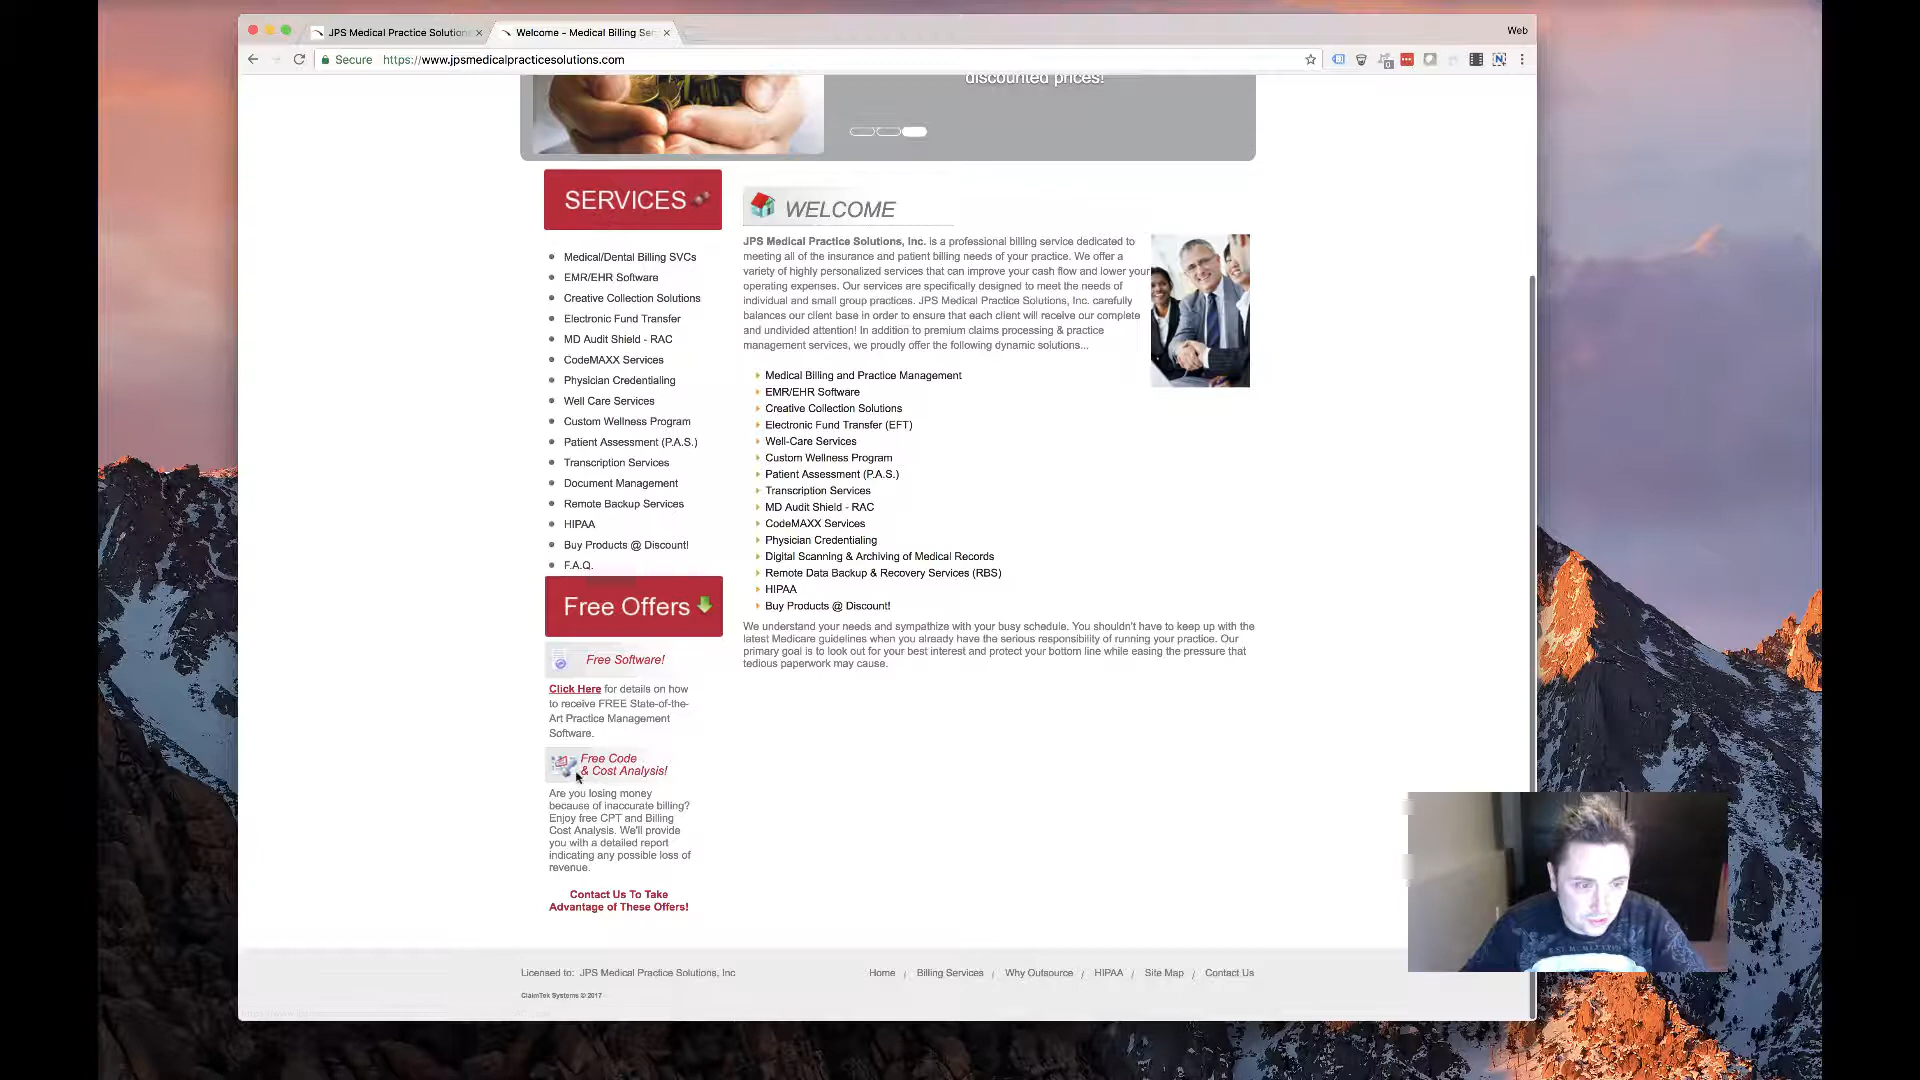 JPS Medical Practice Solution
Welcome - Medical Billing Ser
Web
Secure
https://www.jpsmedicalpracticesolutions.com
discounted prices!
SERVICES
Medical/Dental Billing SVCs
EMR/EHR Software
Creative Collection Solutions
Electronic Fund Transfer
MD Audit Shield - RAC
CodeMAXX Services
Physician Credentialing
Well Care Services
Custom Wellness Program
Patient Assessment (P.A.S.)
Transcription Services
Document Management
Remote Backup Services
HIPAA
Buy Products @ Discount!
F.A.Q.
Free Offers
Free Software!
Click Here for details on how
to receive FREE State-of-the-
Art Practice Management
Software.
Free Code
& Cost Analysis!
Are you losing money
because of inaccurate billing?
Enjoy free CPT and Billing
Cost Analysis. We'll provide
you with a detailed report
indicating any possible loss of
revenue.
Contact Us To Take
Advantage of These Offers!
WELCOME
JPS Medical Practice Solutions, Inc. is a professional billing service dedicated to
meeting all of the insurance and patient billing needs of your practice. We offer a
variety of highly personalized services that can improve your cash flow and lower your
operating expenses. Our services are specifically designed to meet the needs of
individual and small group practices. JPS Medical Practice Solutions, Inc. carefully
balances our client base in order to ensure that each client will receive our complete
and undivided attention! In addition to premium claims processing & practice
management services, we proudly offer the following dynamic solutions...
Medical Billing and Practice Management
EMR/EHR Software
Creative Collection Solutions
Electronic Fund Transfer (EFT)
Well-Care Services
Custom Wellness Program
Patient Assessment (P.A.S.)
Transcription Services
MD Audit Shield - RAC
CodeMAXX Services
Physician Credentialing
Digital Scanning & Archiving of Medical Records
Remote Data Backup & Recovery Services (RBS)
HIPAA
Buy Products @ Discount!
We understand your needs and sympathize with your busy schedule. You shouldn't have to keep up with the
latest Medicare guidelines when you already have the serious responsibility of running your practice. Our
primary goal is to look out for your best interest and protect your bottom line while easing the pressure that
tedious paperwork may cause.
Licensed to: JPS Medical Practice Solutions, Inc
Home / Billing Services / Why Outsource / HIPAA / Site Map / Contact Us
ClaimTek Systems © 2017